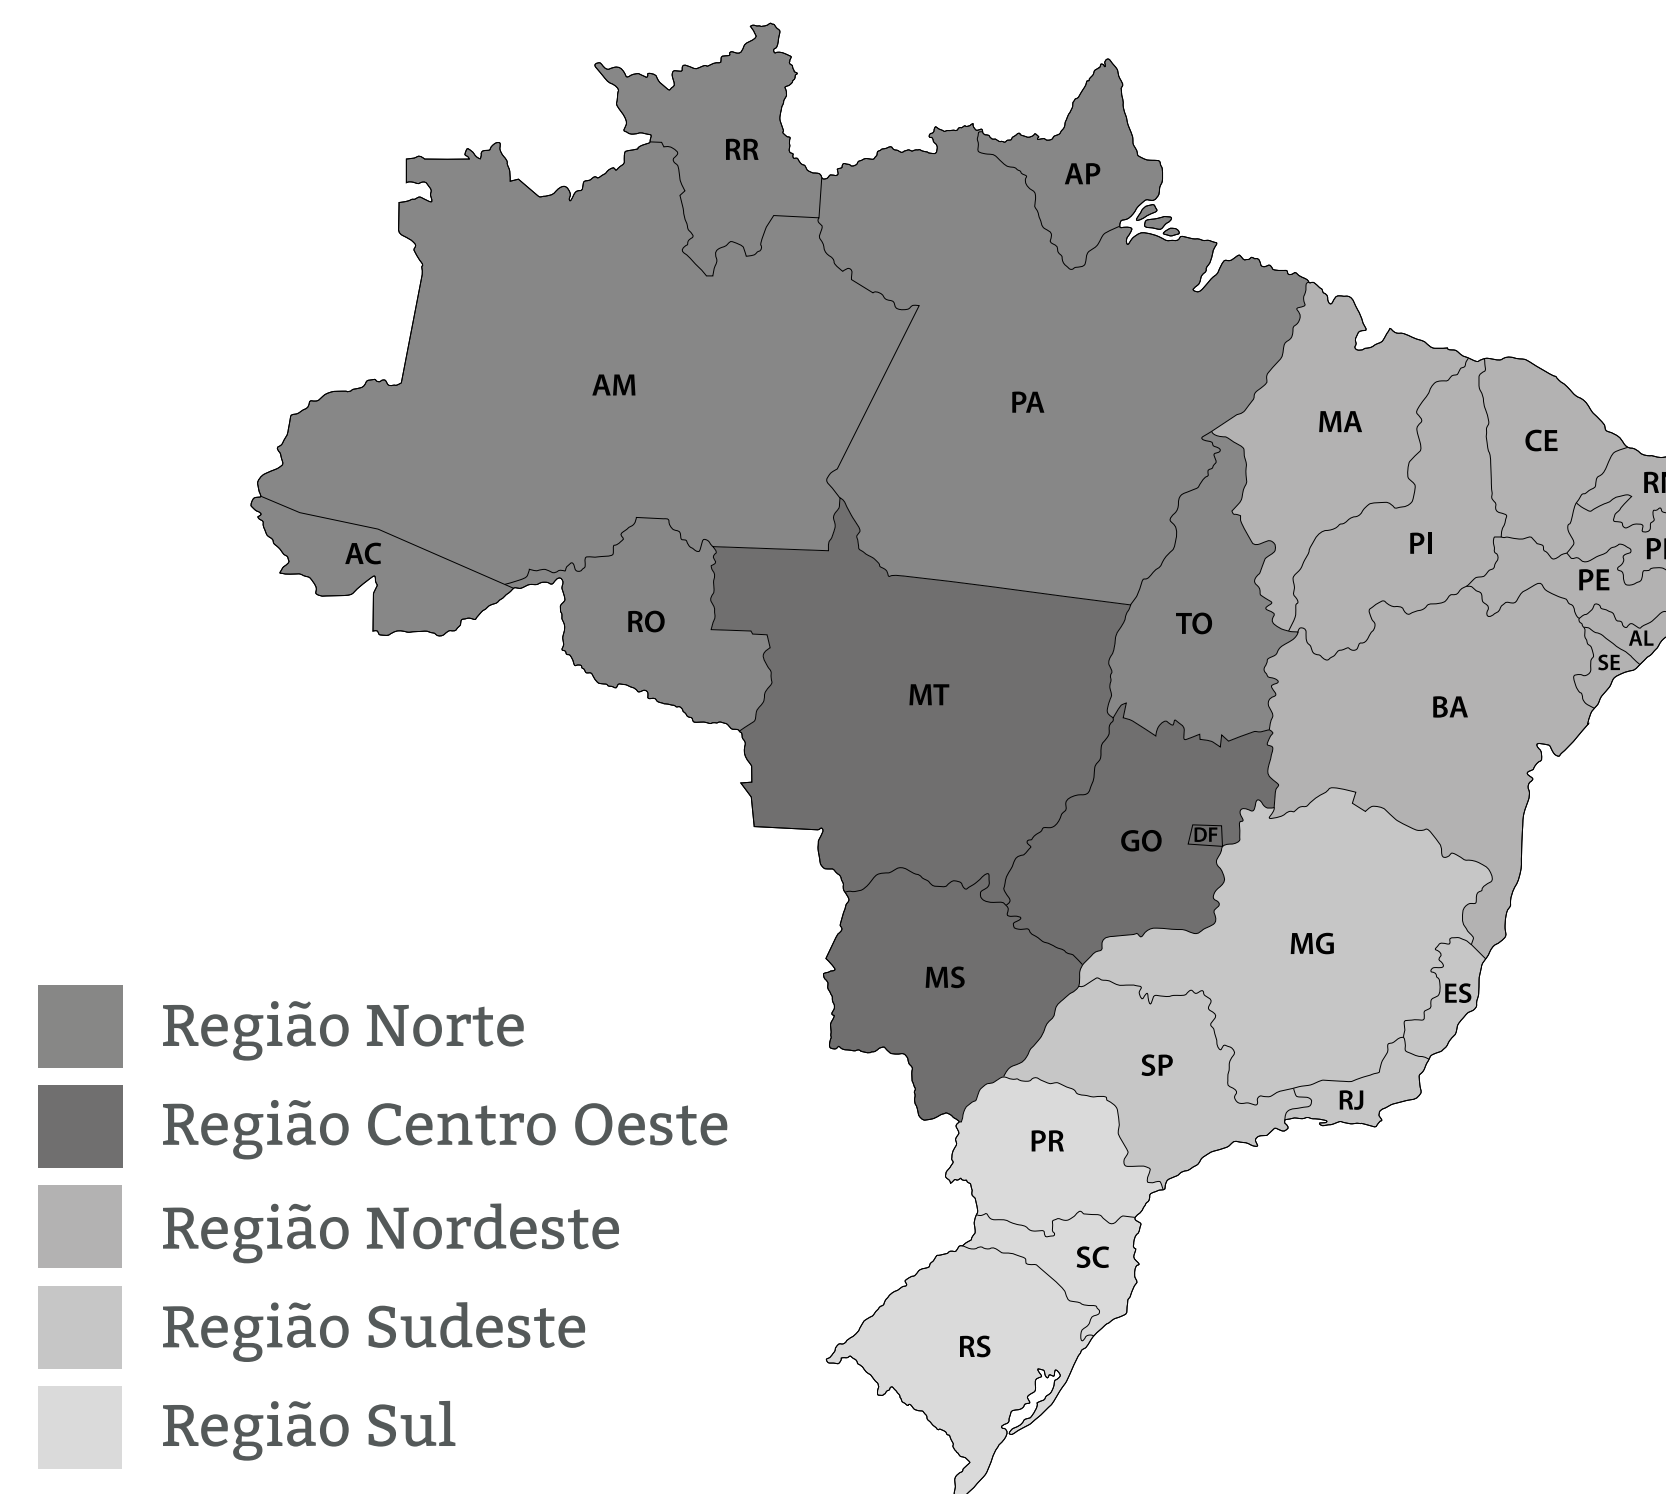 RR
AP
AM
PA
MA
CE
PI
AC
PE
RO
TO
AL
SE
MT
BA
GO
DF
MG
MS
ES
SP
RJ
PR
SC
RS
Região Norte
Região Centro Oeste
Região Nordeste
Região Sudeste
Região Sul